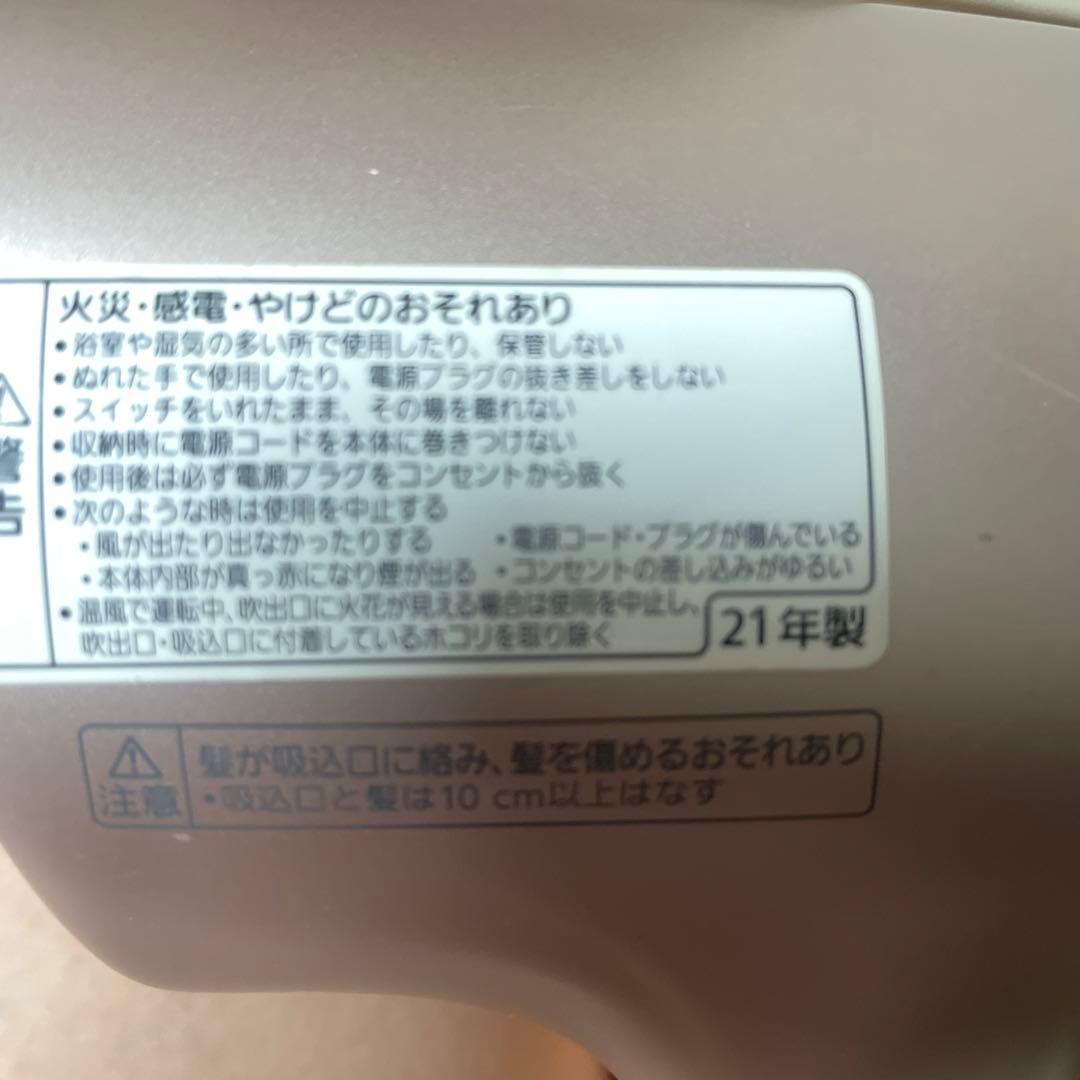 警告
火災・感電・やけどのおそれあり
•浴室や湿気の多い所で使用したり、保管しない
•ぬれた手で使用したり、電源プラグの抜き差しをしない
•スイッチをいれたまま、その場を離れない
•収納時に電源コードを本体に巻きつけない
•使用後は必ず電源プラグをコンセントから抜く
•次のような時は使用を中止する
・風が出たり出なかったりする ・電源コード・プラグが傷んでいる
・本体内部が真っ赤になり煙が出る ・コンセントの差し込みがゆるい
•温風で運転中、吹出口に火花が見える場合は使用を中止し、
吹出口・吸込口に付着しているホコリを取り除く
21年製
注意
髪が吸込口に絡み、髪を傷めるおそれあり
・吸込口と髪は10 cm以上はなす